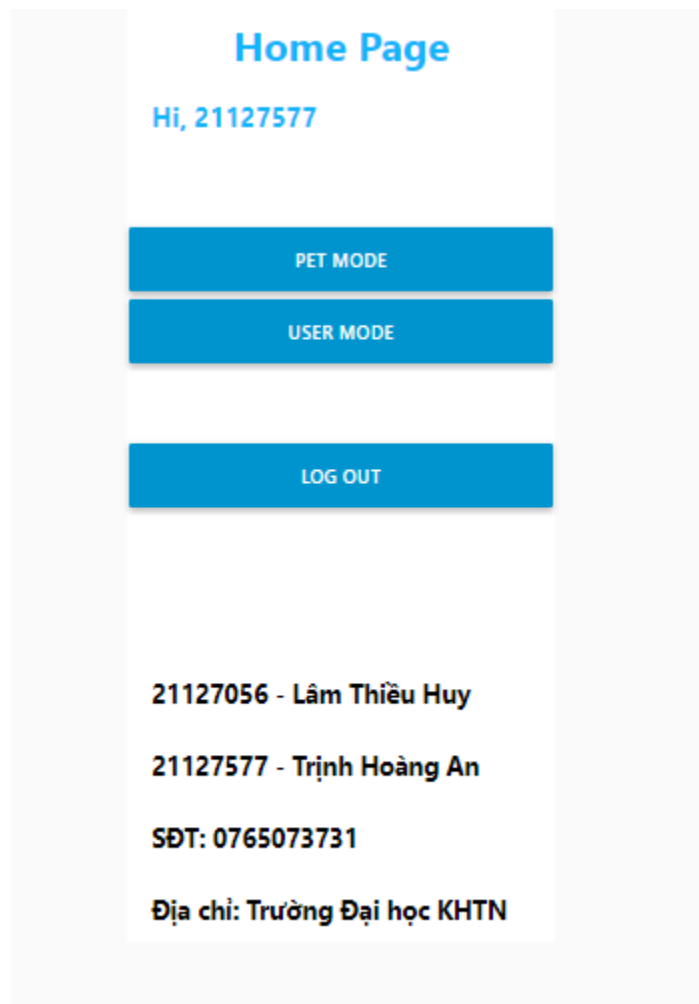 Home Page
Hi, 21127577
PET MODE
USER MODE
LOG OUT
21127056 - Lâm Thiều Huy
21127577 - Trịnh Hoàng An
SĐT: 0765073731
Địa chỉ: Trường Đại học KHTN